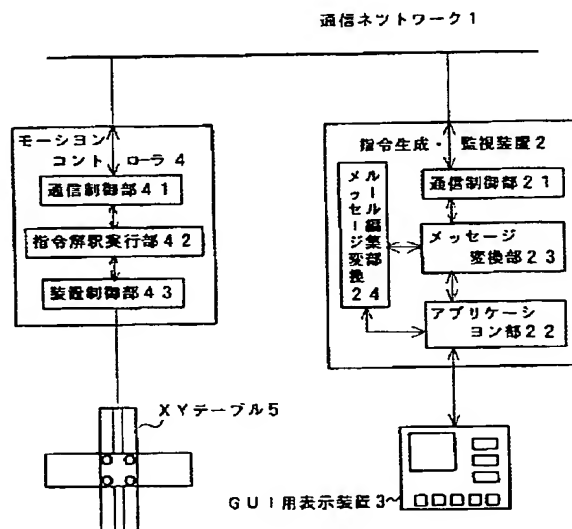 通信ネットワーク1
モーション
コントローラ4
通信制御部41
指令解釈実行部42
装置制御部43
XYテーブル5
指令生成・監視装置2
通信制御部21
メッセージ
変換部23
メッセージ変換
ルール編集部
24
アプリケーシ
ョン部22
GUI用表示装置3